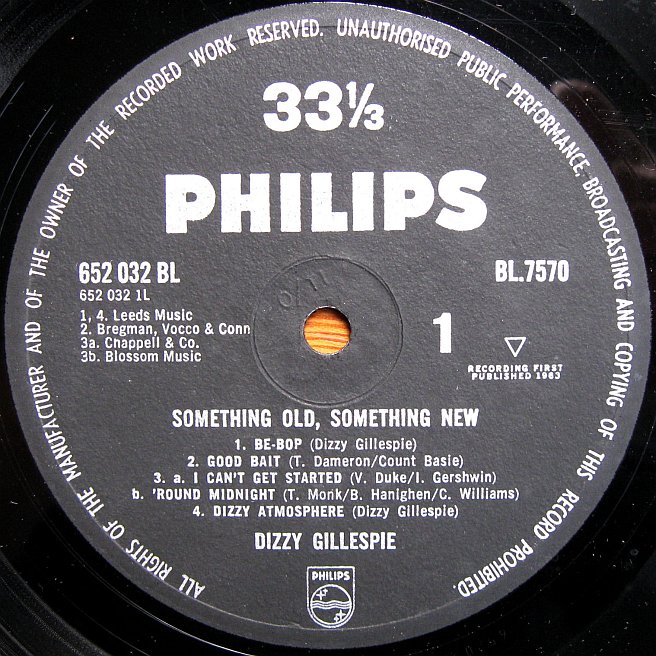 ALL RIGHTS OF THE MANUFACTURER AND OF THE OWNER OF THE RECORDED WORK RESERVED. UNAUTHORISED PUBLIC PERFORMANCE, BROADCASTING AND COPYING OF THIS RECORD PROHIBITED.
33⅓
PHILIPS
652 032 BL
BL.7570
652 032 1L
1, 4. Leeds Music
2. Bregman, Vocco & Conn
3a. Chappell & Co.
3b. Blossom Music
1
RECORDING FIRST
PUBLISHED 1963
SOMETHING OLD, SOMETHING NEW
1. BE-BOP (Dizzy Gillespie)
2. GOOD BAIT (T. Dameron/Count Basie)
3. a. I CAN'T GET STARTED (V. Duke/I. Gershwin)
b. 'ROUND MIDNIGHT (T. Monk/B. Hanighen/C. Williams)
4. DIZZY ATMOSPHERE (Dizzy Gillespie)
DIZZY GILLESPIE
PHILIPS